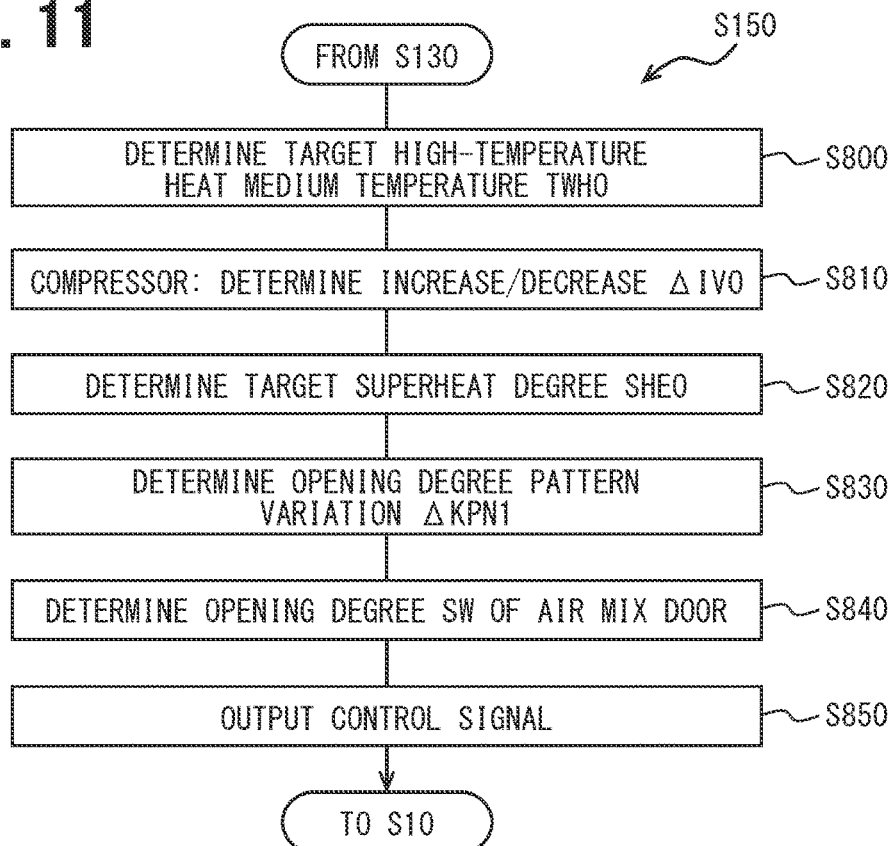 . 11
S150
FROM S130
DETERMINE TARGET HIGH-TEMPERATURE
HEAT MEDIUM TEMPERATURE TWHO
S800
COMPRESSOR: DETERMINE INCREASE/DECREASE Δ IVO
S810
DETERMINE TARGET SUPERHEAT DEGREE SHEO
S820
DETERMINE OPENING DEGREE PATTERN
VARIATION Δ KPN1
S830
DETERMINE OPENING DEGREE SW OF AIR MIX DOOR
S840
OUTPUT CONTROL SIGNAL
S850
TO S10